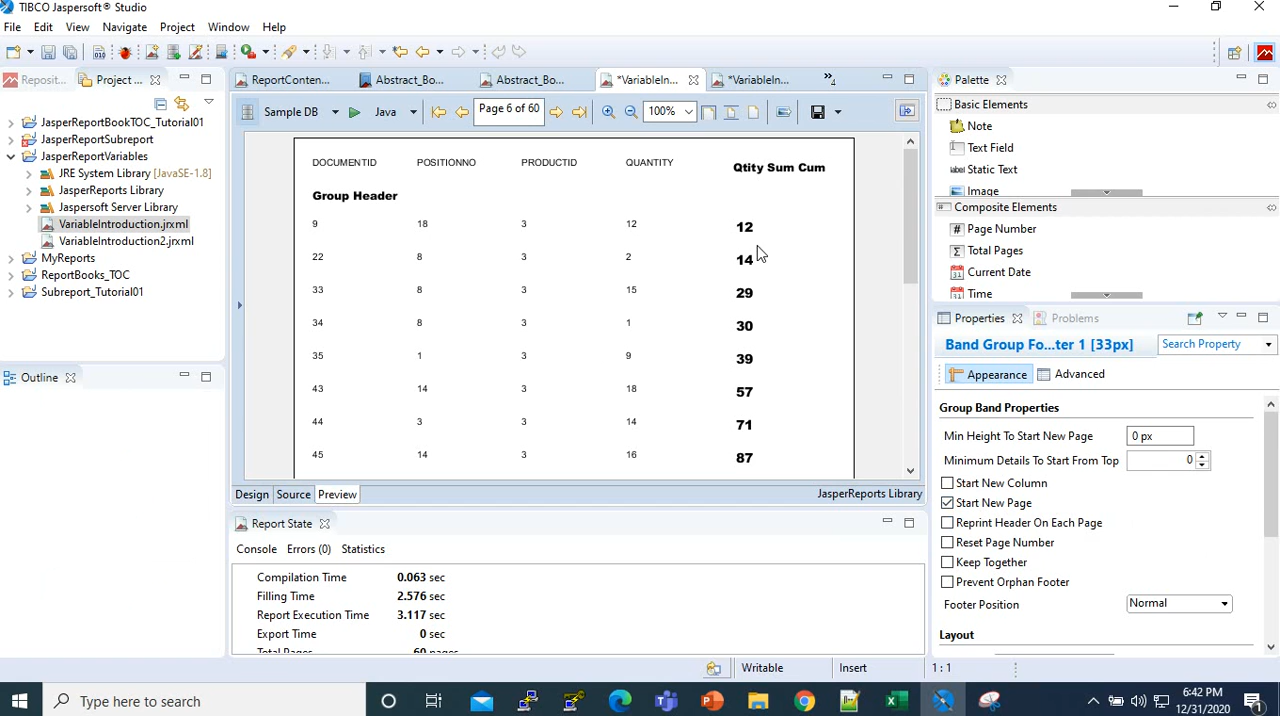 TIBCO Jaspersoft® Studio
File Edit View Navigate Project Window Help
Reposit... Project ... ReportConten... Abstract_Bo... Abstract_Bo... *VariableIn... *VariableIn... Palette
Sample DB Java Page 6 of 60 100%
JasperReportBookTOC_Tutorial01
JasperReportSubreport
JasperReportVariables
JRE System Library [JavaSE-1.8]
JasperReports Library
Jaspersoft Server Library
VariableIntroduction.jrxml
VariableIntroduction2.jrxml
MyReports
ReportBooks_TOC
Subreport_Tutorial01
Outline
DOCUMENTID POSITIONNO PRODUCTID QUANTITY Qtity Sum Cum
Group Header
9 18 3 12 12
22 8 3 2 14
33 8 3 15 29
34 8 3 1 30
35 1 3 9 39
43 14 3 18 57
44 3 3 14 71
45 14 3 16 87
Design Source Preview JasperReports Library
Report State
Console Errors (0) Statistics
Compilation Time 0.063 sec
Filling Time 2.576 sec
Report Execution Time 3.117 sec
Export Time 0 sec
Total Pages 60 pages
Basic Elements
Note
Text Field
Static Text
Image
Composite Elements
Page Number
Total Pages
Current Date
Time
Properties Problems
Band Group Fo...ter 1 [33px] Search Property
Appearance Advanced
Group Band Properties
Min Height To Start New Page 0 px
Minimum Details To Start From Top 0
Start New Column
Start New Page
Reprint Header On Each Page
Reset Page Number
Keep Together
Prevent Orphan Footer
Footer Position Normal
Layout
Writable Insert 1 : 1
Type here to search
6:42 PM
12/31/2020